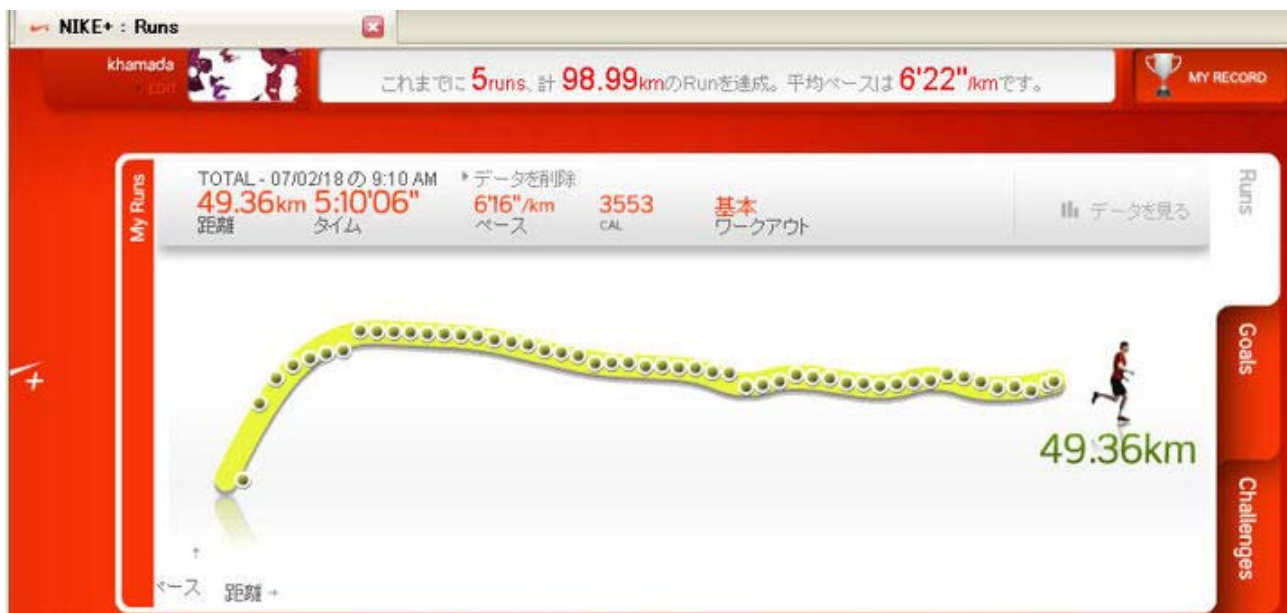 NIKE+ : Runs
khamada
EDIT
これまでに 5runs、計 98.99kmのRunを達成。平均ペースは 6'22"/kmです。
MY RECORD
My Runs
TOTAL - 07/02/18 の 9:10 AM
データを削除
49.36km 5:10'06" 6'16"/km 3553 基本
距離 タイム ペース CAL ワークアウト
データを見る
Runs
Goals
Challenges
49.36km
ペース 距離